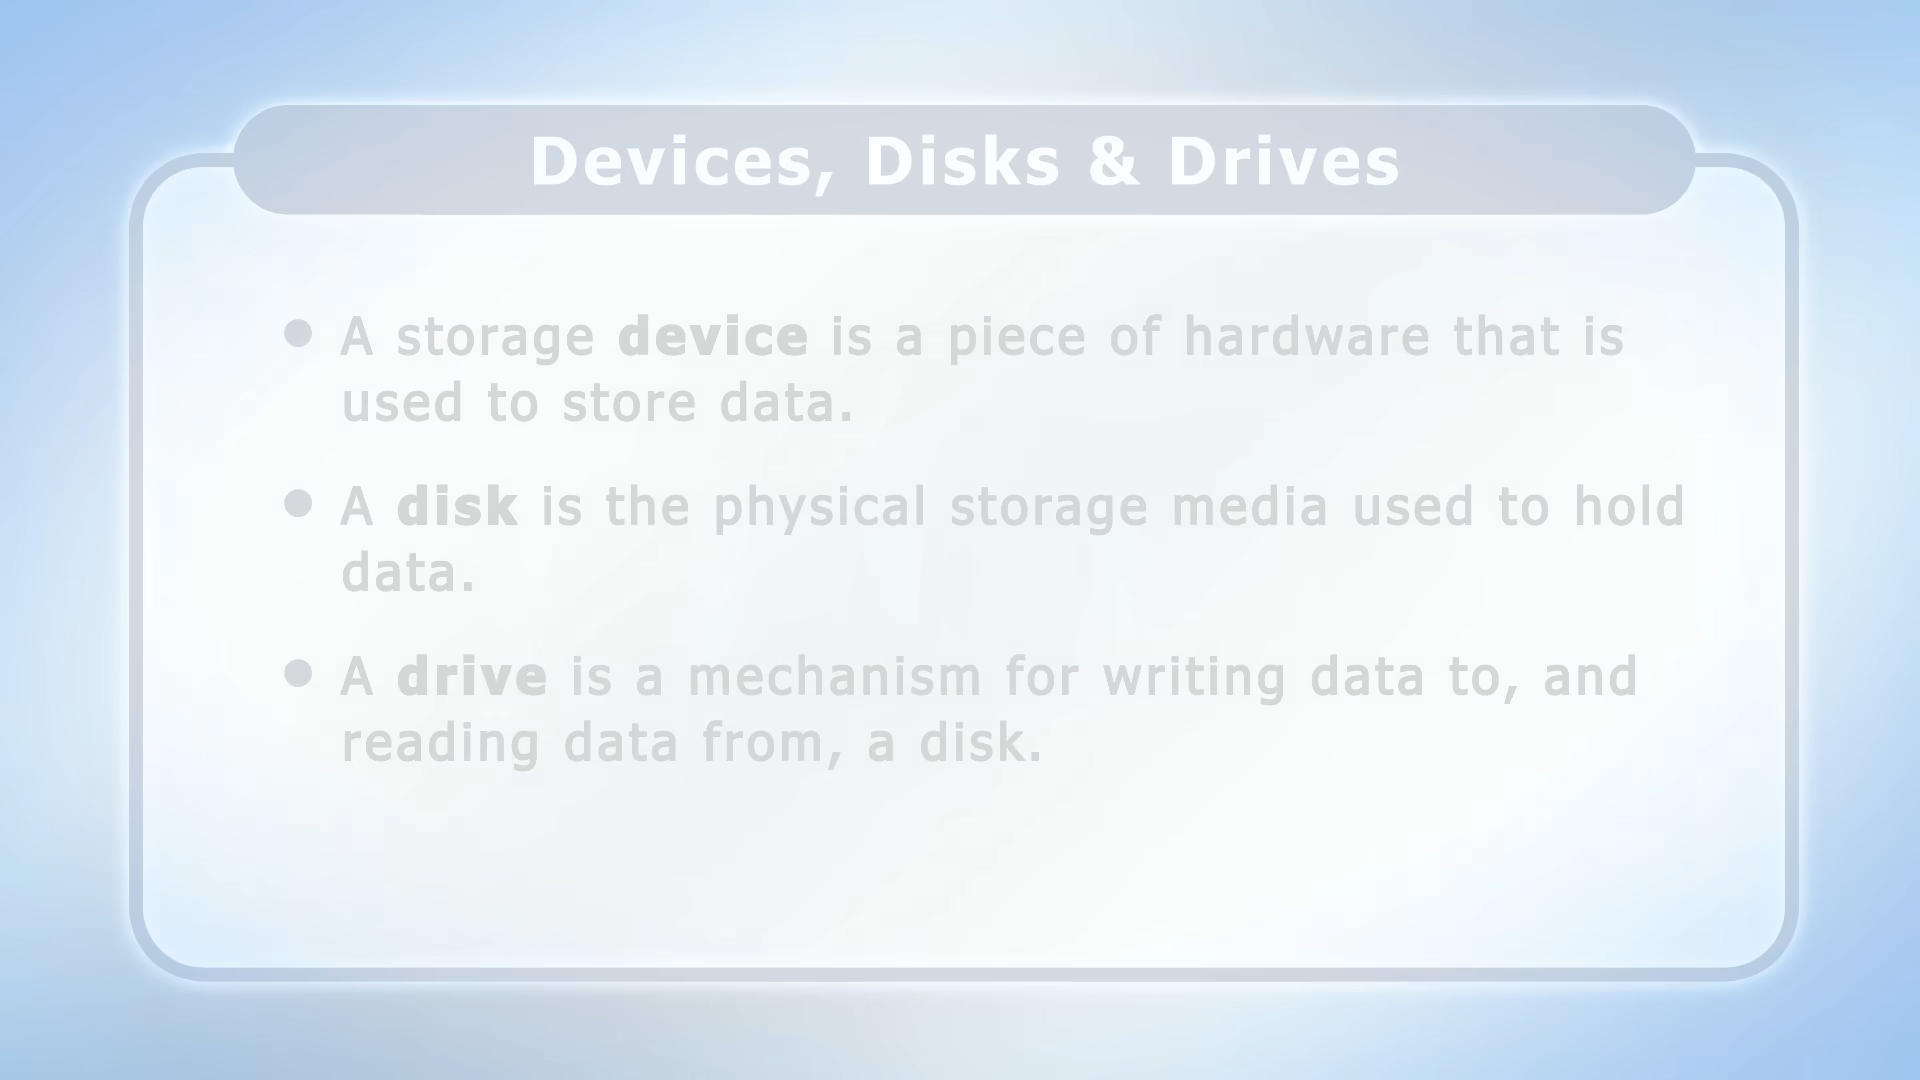 Devices, Disks & Drives
● A storage device is a piece of hardware that is
used to store data.
● A disk is the physical storage media used to hold
data.
● A drive is a mechanism for writing data to, and
reading data from, a disk.